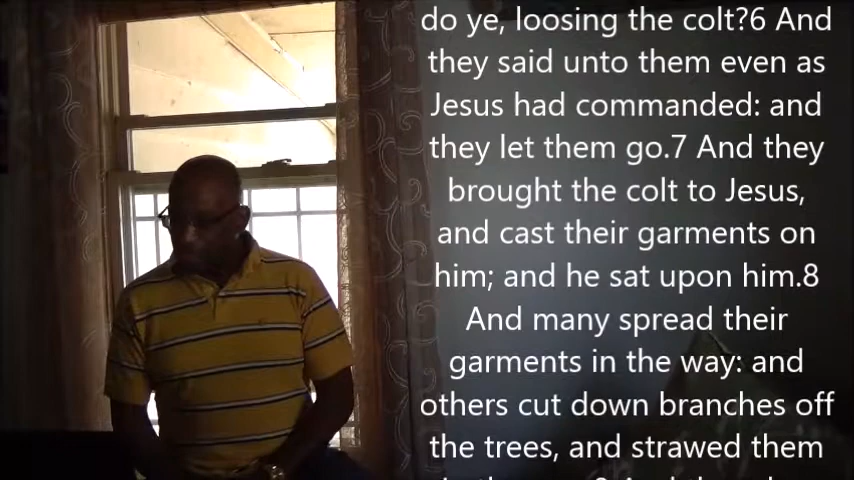 do ye, loosing the colt?6 And
they said unto them even as
Jesus had commanded: and
they let them go.7 And they
brought the colt to Jesus,
and cast their garments on
him; and he sat upon him.8
And many spread their
garments in the way: and
others cut down branches off
the trees, and strawed them